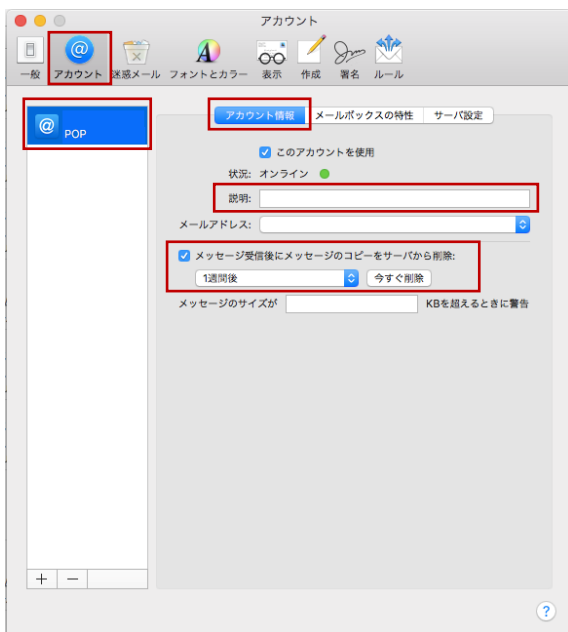 アカウント
一般 アカウント 迷惑メール フォントとカラー 表示 作成 署名 ルール
@ POP
アカウント情報 メールボックスの特性 サーバ設定
このアカウントを使用
状況: オンライン
説明:
メールアドレス:
メッセージ受信後にメッセージのコピーをサーバから削除:
1週間後 今すぐ削除
メッセージのサイズが KBを超えるときに警告
+ −
?